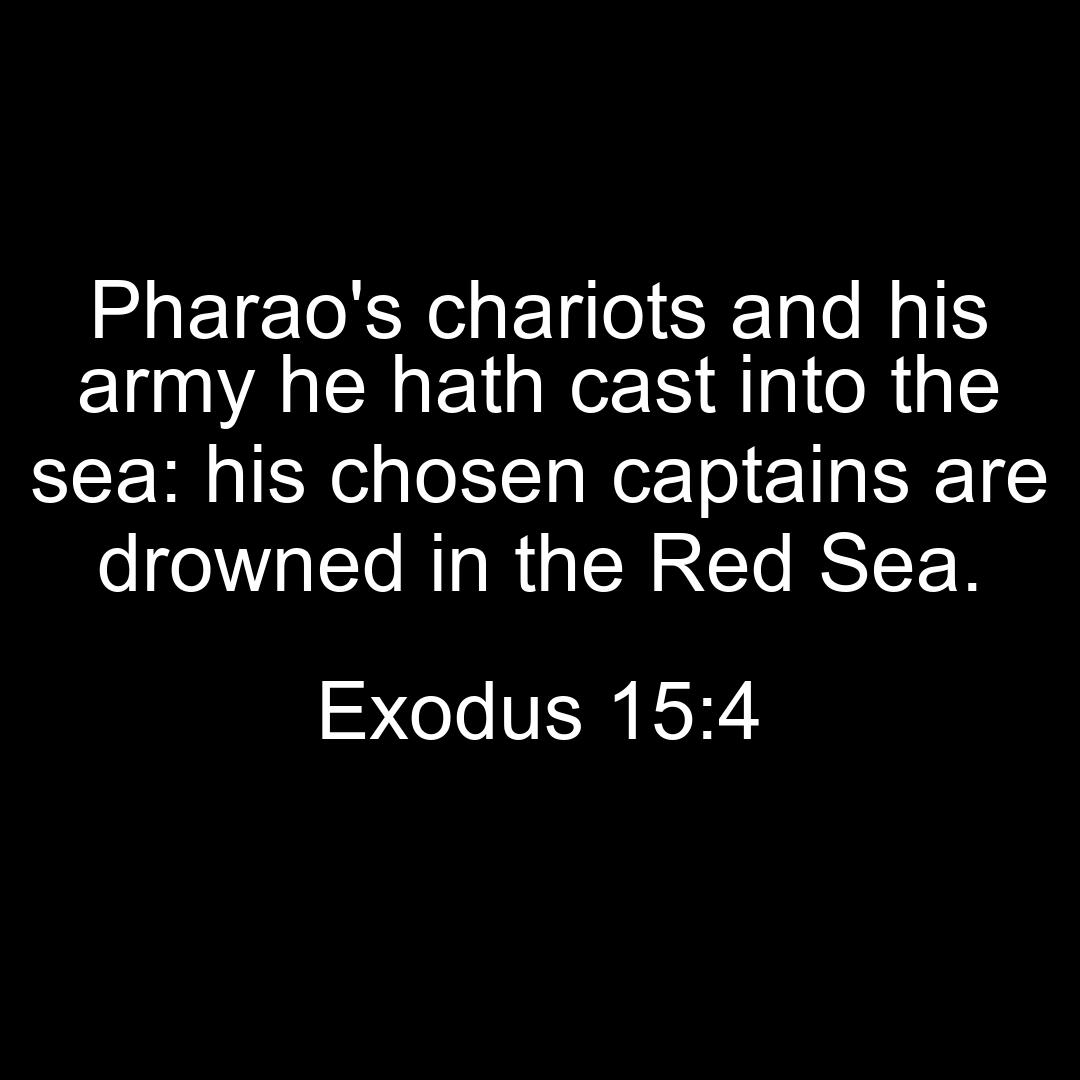 Pharao's chariots and his
army he hath cast into the
sea: his chosen captains are
drowned in the Red Sea.
Exodus 15:4